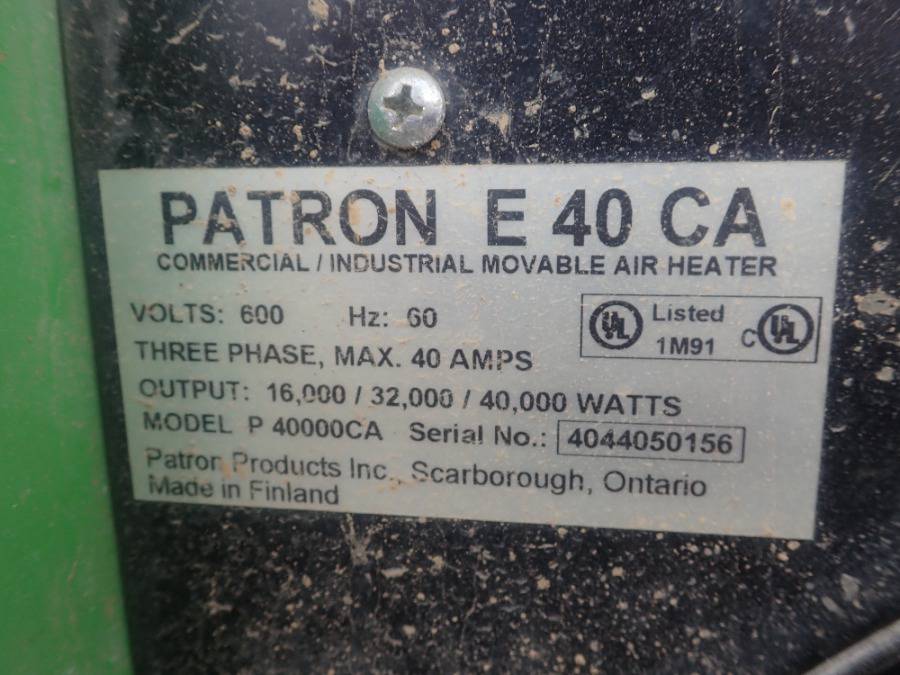 PATRON E 40 CA
COMMERCIAL / INDUSTRIAL MOVABLE AIR HEATER
VOLTS: 600 Hz: 60
UL Listed 1M91 C UL
THREE PHASE, MAX. 40 AMPS
OUTPUT: 16,000 / 32,000 / 40,000 WATTS
MODEL P 40000CA Serial No.: 4044050156
Patron Products Inc., Scarborough, Ontario
Made in Finland